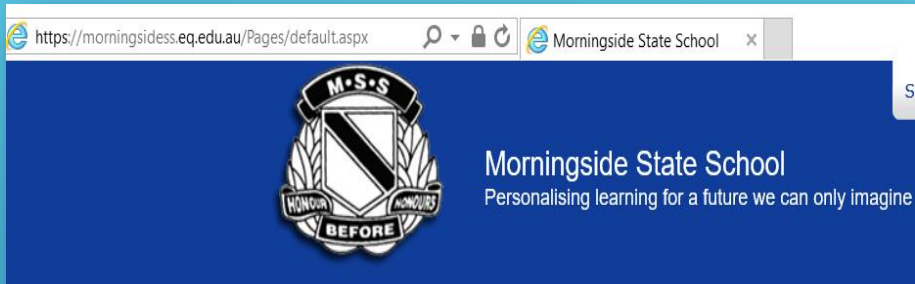 https://morningsidess.eq.edu.au/Pages/default.aspx
Morningside State School
S
M·S·S
Morningside State School
Personalising learning for a future we can only imagine
HONOUR
HONOURS
BEFORE